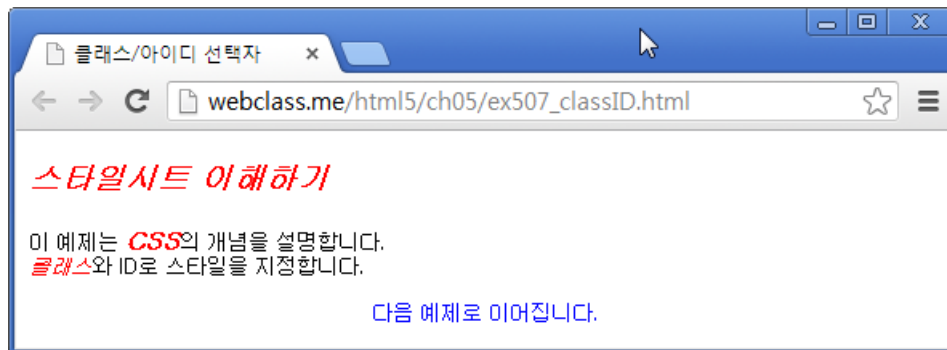 클래스/아이디 선택자
webclass.me/html5/ch05/ex507_classID.html
스타일시트 이해하기
이 예제는 CSS의 개념을 설명합니다.
클래스와 ID로 스타일을 지정합니다.
다음 예제로 이어집니다.